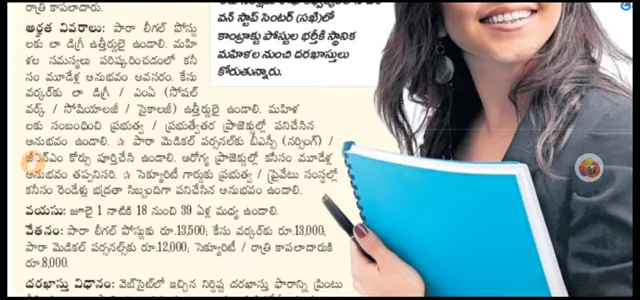 రాత్రి కాపలాదారు.
అర్హత వివరాలు: పారా లీగల్ పోస్టు
లకు లా డిగ్రీ ఉత్తీర్ణులై ఉండాలి. మహి
ళల సమస్యలు పరిష్కరించడంలో కనీ
సం మూడేళ్ల అనుభవం అవసరం. కేసు
వర్కర్‌కు లా డిగ్రీ / ఎంఏ (సోషల్
వర్క్ / సోషియాలజీ / సైకాలజీ) ఉత్తీర్ణులై ఉండాలి. మహిళ
లకు సంబంధించి ప్రభుత్వ / ప్రభుత్వేతర ప్రాజెక్టుల్లో పనిచేసిన
అనుభవం ఉండాలి. ☆ పారా మెడికల్ పర్సనల్‌కు బీఎస్సీ (నర్సింగ్) /
జీఎన్ఎం కోర్సు పూర్తిచేసి ఉండాలి. ఆరోగ్య ప్రాజెక్టుల్లో కనీసం మూడేళ్ల
అనుభవం తప్పనిసరి. ☆ సెక్యూరిటీ గార్డుకు ప్రభుత్వ / ప్రైవేటు సంస్థల్లో
కనీసం రెండేళ్లు భద్రతా సిబ్బందిగా పనిచేసిన అనుభవం ఉండాలి.
వయసు: జూలై 1 నాటికి 18 నుంచి 39 ఏళ్ల మధ్య ఉండాలి.
వేతనం: పారా లీగల్ పోస్టుకు రూ.13,500; కేసు వర్కర్‌కు రూ.13,000,
పారా మెడికల్ పర్సనల్స్‌కు రూ.12,000; సెక్యూరిటీ / రాత్రి కాపలాదారుకి
రూ.8,000.
దరఖాస్తు విధానం: వెబ్‌సైట్‌లో ఇచ్చిన నిర్దిష్ట దరఖాస్తు ఫారాన్ని ప్రింటు
వన్ స్టాప్ సెంటర్ (సఖి)లో
కాంట్రాక్టు పోస్టుల భర్తీకి స్థానిక
మహిళల నుంచి దరఖాస్తులు
కోరుతున్నారు.